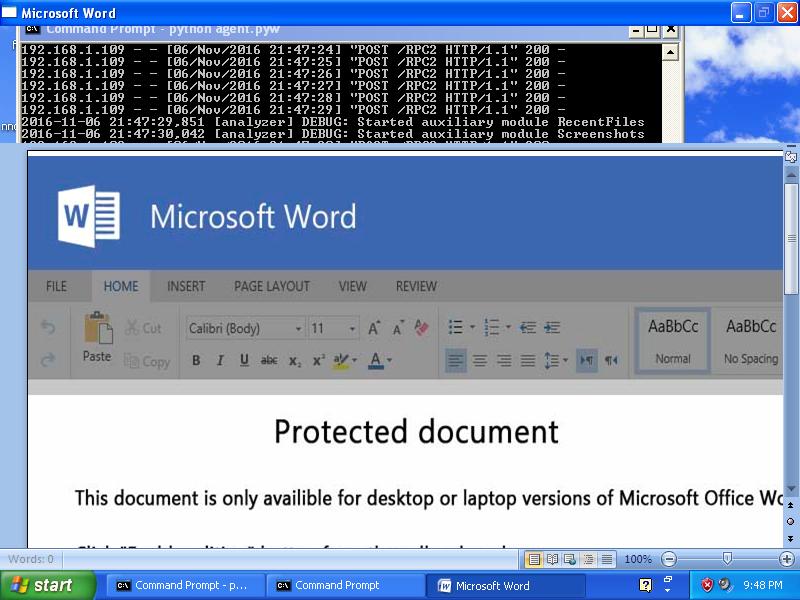 Microsoft Word
Command Prompt - python agent.pyw
192.168.1.109 - - [06/Nov/2016 21:47:24] "POST /RPC2 HTTP/1.1" 200 -
192.168.1.109 - - [06/Nov/2016 21:47:25] "POST /RPC2 HTTP/1.1" 200 -
192.168.1.109 - - [06/Nov/2016 21:47:26] "POST /RPC2 HTTP/1.1" 200 -
192.168.1.109 - - [06/Nov/2016 21:47:27] "POST /RPC2 HTTP/1.1" 200 -
192.168.1.109 - - [06/Nov/2016 21:47:28] "POST /RPC2 HTTP/1.1" 200 -
192.168.1.109 - - [06/Nov/2016 21:47:29] "POST /RPC2 HTTP/1.1" 200 -
2016-11-06 21:47:29,851 [analyzer] DEBUG: Started auxiliary module RecentFiles
2016-11-06 21:47:30,042 [analyzer] DEBUG: Started auxiliary module Screenshots
W Microsoft Word
FILE HOME INSERT PAGE LAYOUT VIEW REVIEW
Paste Cut Calibri (Body) 11 AaBbCc AaBbCc
Copy B I U abc Normal No Spacing
Protected document
This document is only availible for desktop or laptop versions of Microsoft Office
Words: 0 100%
start Command Prompt - p... Command Prompt Microsoft Word 9:48 PM